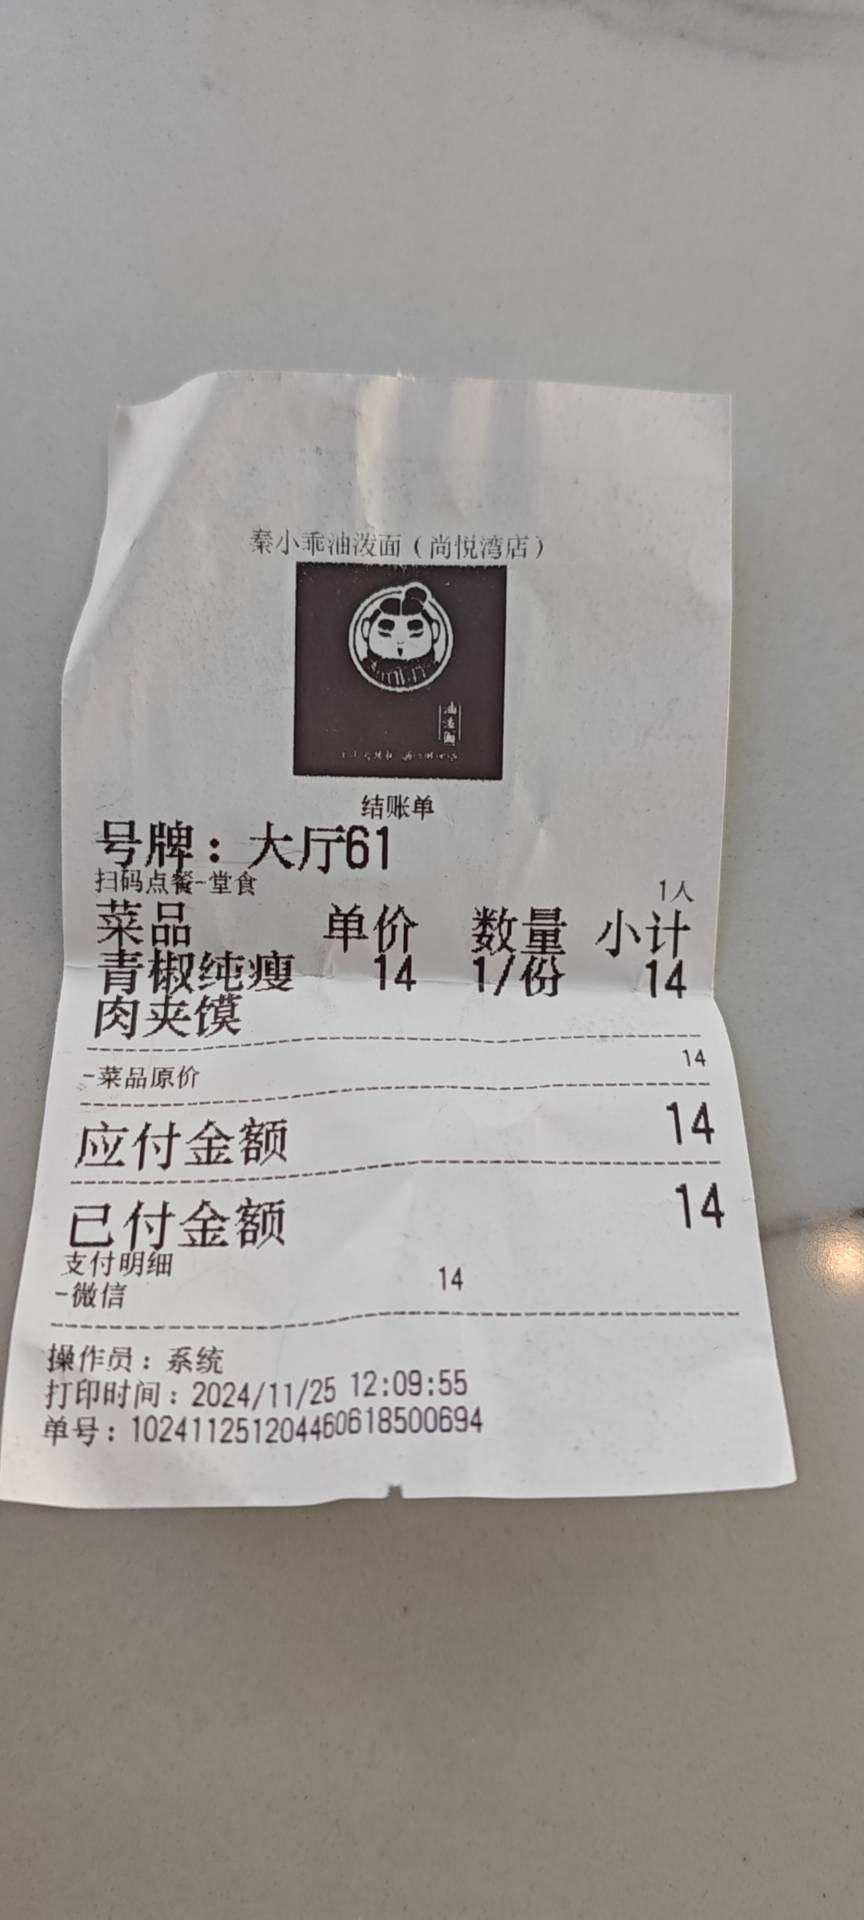 秦小乖油泼面（尚悦湾店）
油泼面
结账单
号牌：大厅61
扫码点餐-堂食 1人
菜品 单价 数量 小计
青椒纯瘦 14 1/份 14
肉夹馍
-菜品原价 14
应付金额 14
已付金额 14
支付明细
-微信 14
操作员：系统
打印时间：2024/11/25 12:09:55
单号：102411251204460618500694